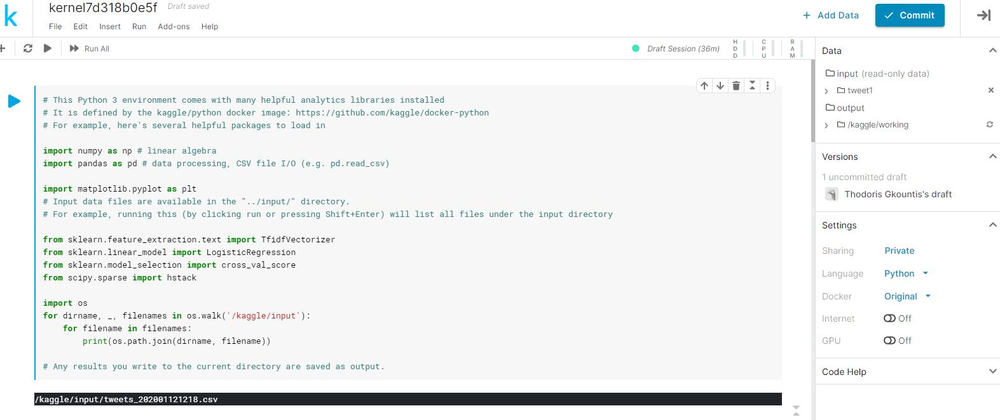 k
kernel7d318b0e5f Draft saved
File Edit Insert Run Add-ons Help
+ Add Data
Commit
Run All
Draft Session (36m)
HDD
CPU
RAM
# This Python 3 environment comes with many helpful analytics libraries installed
# It is defined by the kaggle/python docker image: https://github.com/kaggle/docker-python
# For example, here's several helpful packages to load in
import numpy as np # linear algebra
import pandas as pd # data processing, CSV file I/O (e.g. pd.read_csv)
import matplotlib.pyplot as plt
# Input data files are available in the "../input/" directory.
# For example, running this (by clicking run or pressing Shift+Enter) will list all files under the input directory
from sklearn.feature_extraction.text import TfidfVectorizer
from sklearn.linear_model import LogisticRegression
from sklearn.model_selection import cross_val_score
from scipy.sparse import hstack
import os
for dirname, _, filenames in os.walk('/kaggle/input'):
    for filename in filenames:
        print(os.path.join(dirname, filename))
# Any results you write to the current directory are saved as output.
/kaggle/input/tweets_202001121218.csv
Data
input (read-only data)
tweet1
output
/kaggle/working
Versions
1 uncommitted draft
Thodoris Gkountis's draft
Settings
Sharing Private
Language Python
Docker Original
Internet Off
GPU Off
Code Help